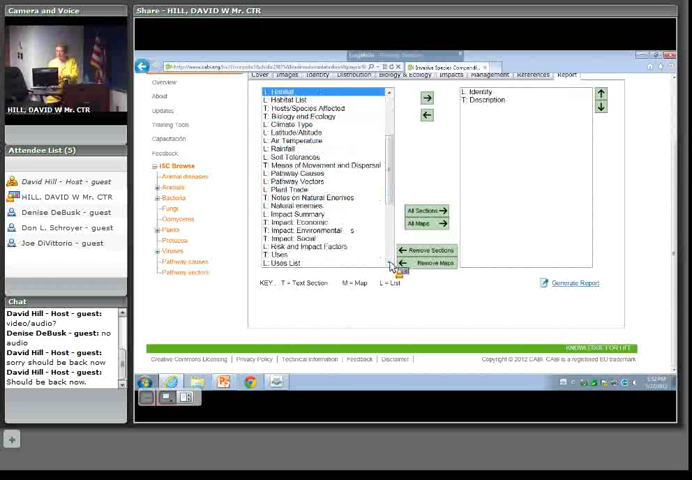 Camera and Voice
HILL, DAVID W Mr. CTR
Attendee List (5)
David Hill - Host - guest
HILL, DAVID W Mr. CTR
Denise DeBusk - guest
Don L. Schroyer - guest
Joe DiVittorio - guest
Chat
David Hill - Host - guest:
video/audio?
Denise DeBusk - guest: no
audio
David Hill - Host - guest:
sorry should be back now
David Hill - Host - guest:
Should be back now.
Share - HILL, DAVID W Mr. CTR
Invasive Species Compendiu...
Cover
Images
Identity
Distribution
Biology & Ecology
Impacts
Management
References
Report
Overview
About
Updates
Training Tools
Capacitación
Feedback
ISC Browse
Animal diseases
Animals
Bacteria
Fungi
Oomycetes
Plants
Protozoa
Viruses
Pathway causes
Pathway vectors
L: Habitat List
T: Hosts/Species Affected
T: Biology and Ecology
L: Climate Type
L: Latitude/Altitude
L: Air Temperature
L: Rainfall
L: Soil Tolerances
T: Means of Movement and Dispersal
L: Pathway Causes
L: Pathway Vectors
L: Plant Trade
T: Notes on Natural Enemies
L: Natural enemies
L: Impact Summary
T: Impact: Economic
T: Impact: Environmental
T: Impact: Social
L: Risk and Impact Factors
T: Uses
L: Uses List
All Sections
All Maps
Remove Sections
Remove Maps
L: Identity
T: Description
KEY : T = Text Section M = Map L = List
Generate Report
KNOWLEDGE FOR LIFE
Creative Commons Licensing | Privacy Policy | Technical Information | Feedback | Disclaimer
Copyright © 2012 CABI. CABI is a registered EU trademark